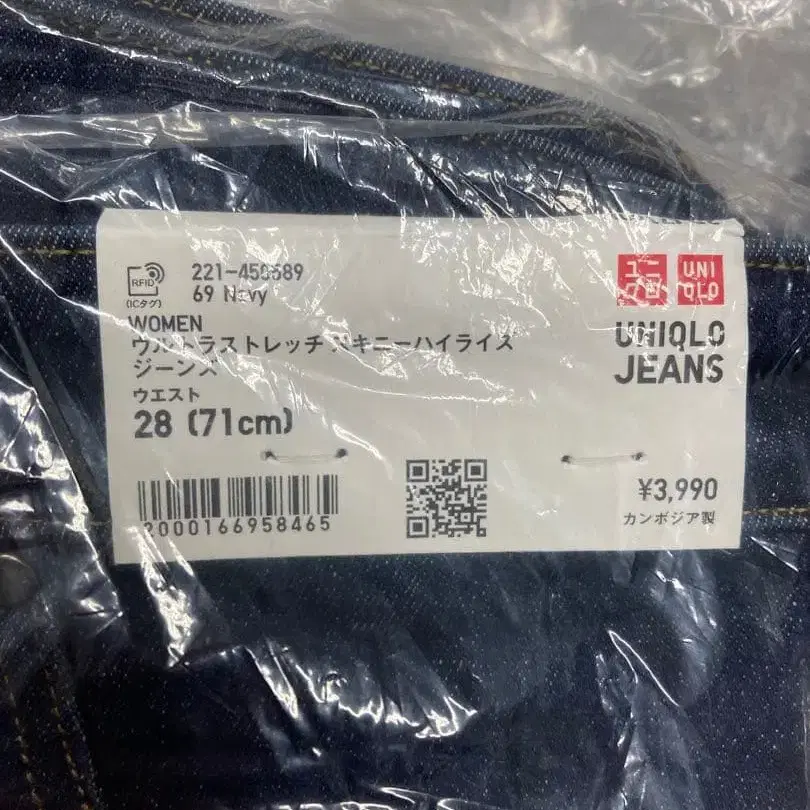 RFID
(ICタグ)
221-450689
69 Navy
WOMEN
ウルトラストレッチスキニーハイライズ
ジーンズ
ウエスト
28 (71cm)
2000166958465
ユニ
クロ
UNI
QLO
UNIQLO
JEANS
¥3,990
カンボジア製